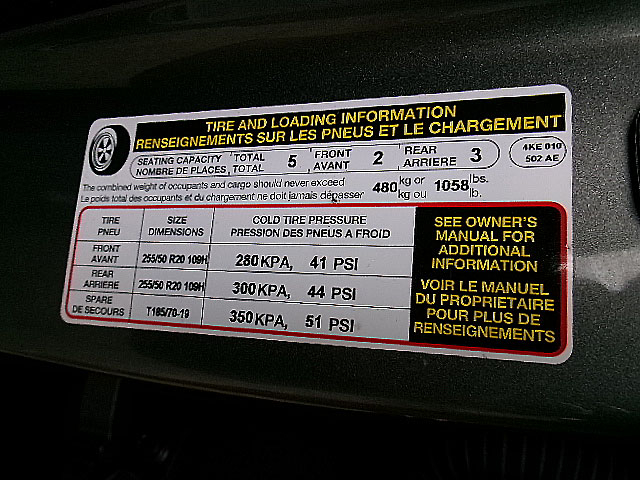 TIRE AND LOADING INFORMATION
RENSEIGNEMENTS SUR LES PNEUS ET LE CHARGEMENT
SEATING CAPACITY TOTAL 5 FRONT 2 REAR 3
NOMBRE DE PLACES, TOTAL AVANT ARRIERE
4KE 010
502 AE
The combined weight of occupants and cargo should never exceed 480 kg or 1058 lbs.
Le poids total des occupants et du chargement ne doit jamais dépasser kg ou lb.
TIRE SIZE COLD TIRE PRESSURE
PNEU DIMENSIONS PRESSION DES PNEUS A FROID
FRONT
AVANT 255/50 R20 109H 280 KPA, 41 PSI
REAR
ARRIERE 255/50 R20 109H 300 KPA, 44 PSI
SPARE
DE SECOURS T185/70-19 350 KPA, 51 PSI
SEE OWNER'S
MANUAL FOR
ADDITIONAL
INFORMATION
VOIR LE MANUEL
DU PROPRIETAIRE
POUR PLUS DE
RENSEIGNEMENTS